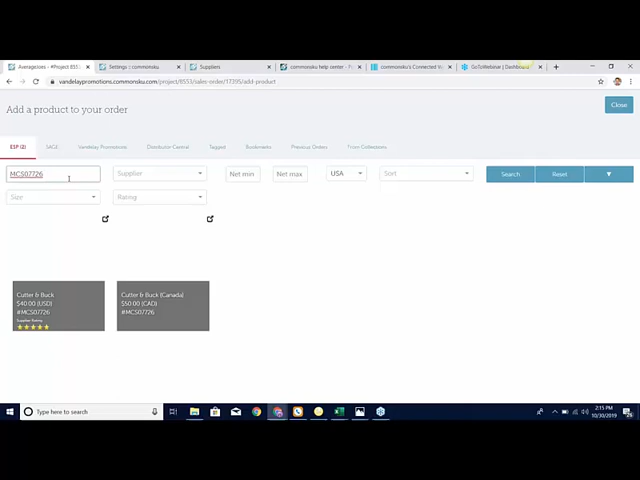 Averagejoes - #Project 8553
Settings :: commonsku
Suppliers
commonsku help center
commonsku's Connected
GoToWebinar | Dashboard
vandelaypromotions.commonsku.com/project/8553/sales-order/17395/add-product
Add a product to your order
Close
ESP (2)
SAGE
Vandelay Promotions
Distributor Central
Tagged
Bookmarks
Previous Orders
From Collections
MCS07726
Supplier
Net min
Net max
USA
Sort
Search
Reset
Size
Rating
Cutter & Buck
$40.00 (USD)
#MCS07726
Supplier Rating
Cutter & Buck (Canada)
$50.00 (CAD)
#MCS07726
Type here to search
2:15 PM
10/30/2019